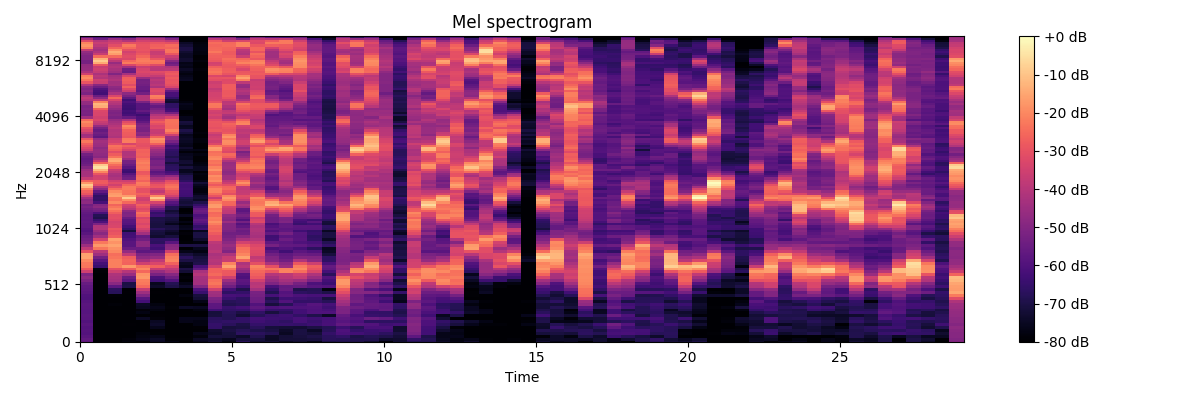 Mel spectrogram
8192
4096
2048
1024
512
0
Hz
0 5 10 15 20 25
Time
+0 dB
-10 dB
-20 dB
-30 dB
-40 dB
-50 dB
-60 dB
-70 dB
-80 dB